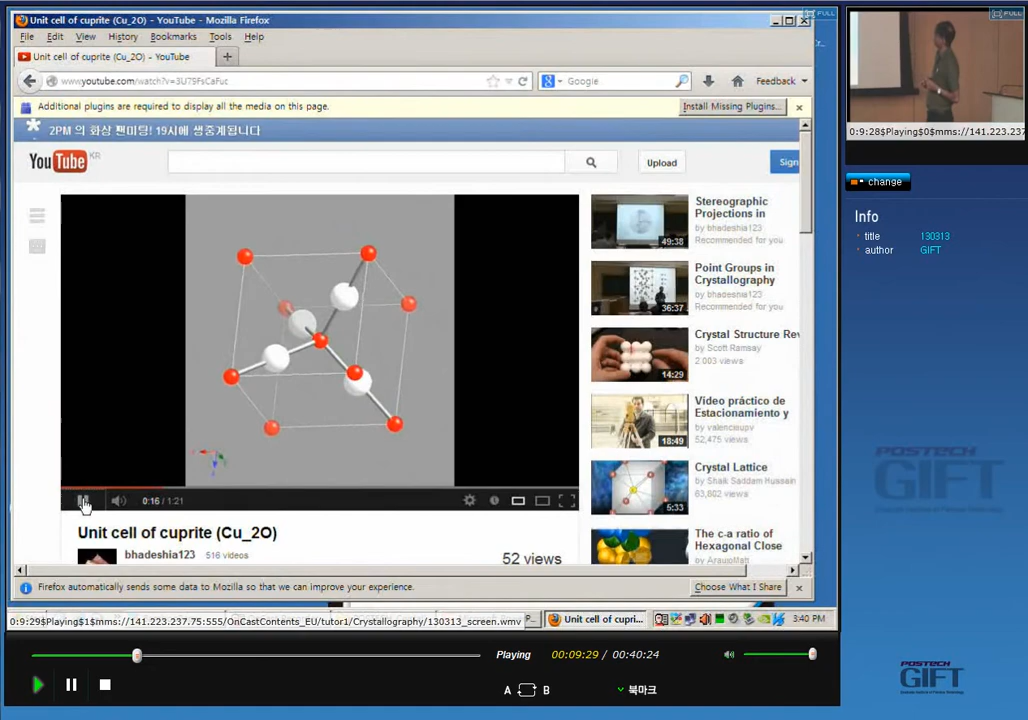 Unit cell of cuprite (Cu_2O) - YouTube - Mozilla Firefox
FULL
File Edit View History Bookmarks Tools Help
Unit cell of cuprite (Cu_2O) - YouTube
www.youtube.com/watch?v=3U75FsCaFuc
Google
Feedback
Additional plugins are required to display all the media on this page.
Install Missing Plugins...
2PM 의 화상 팬미팅! 19시에 생중계됩니다
YouTube KR
Upload
Sign
Stereographic
Projections in
by bhadeshia123
Recommended for you
49:38
Point Groups in
Crystallography
by bhadeshia123
Recommended for you
36:37
Crystal Structure Rev
by Scott Ramsay
2 003 views
14:29
Video práctico de
Estacionamiento y
by valencixupv
52,475 views
18:49
Crystal Lattice
by Shaik Saddam Hussain
63,802 views
5:33
The c-a ratio of
Hexagonal Close
by AraujoMatt
0:16 / 1:21
Unit cell of cuprite (Cu_2O)
bhadeshia123 516 videos
52 views
Firefox automatically sends some data to Mozilla so that we can improve your experience.
Choose What I Share
0:9:29$Playing$1$mms://141.223.237.75:555/OnCastContents_EU/tutor1/Crystallography/130313_screen.wmv
Unit cell of cupri...
3:40 PM
Playing
00:09:29 / 00:40:24
A B
북마크
FULL
0:9:28$Playing$0$mms://141.223.237
change
Info
title 130313
author GIFT
POSTECH
GIFT
POSTECH
GIFT